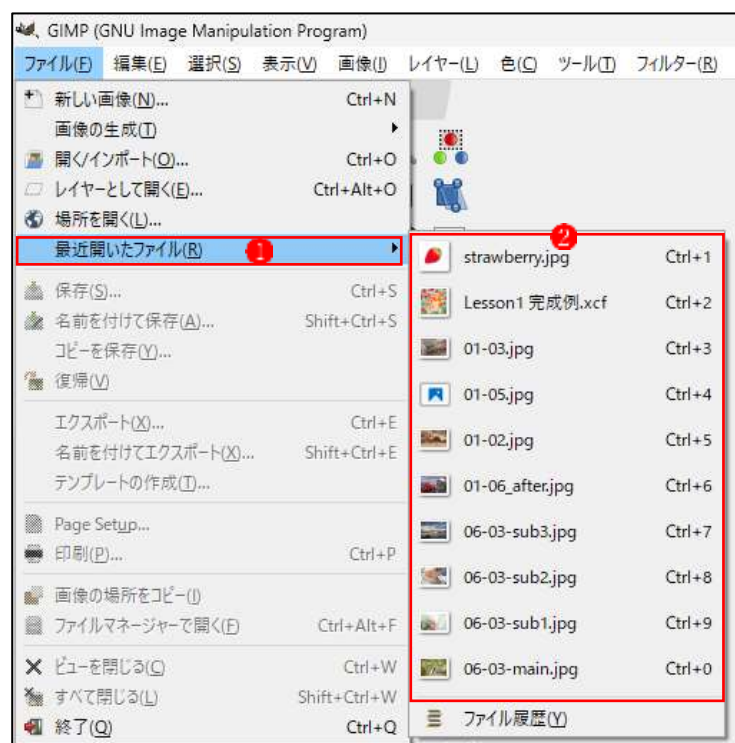 GIMP (GNU Image Manipulation Program)
ファイル(F) 編集(E) 選択(S) 表示(V) 画像(I) レイヤー(L) 色(C) ツール(T) フィルター(R)
新しい画像(N)... Ctrl+N
画像の生成(T)
開く/インポート(O)... Ctrl+O
レイヤーとして開く(E)... Ctrl+Alt+O
場所を開く(L)...
最近開いたファイル(R) 1
保存(S)... Ctrl+S
名前を付けて保存(A)... Shift+Ctrl+S
コピーを保存(Y)...
復帰(V)
エクスポート(X)... Ctrl+E
名前を付けてエクスポート(X)... Shift+Ctrl+E
テンプレートの作成(T)...
Page Setup...
印刷(P)... Ctrl+P
画像の場所をコピー(I)
ファイルマネージャーで開く(F) Ctrl+Alt+F
ビューを閉じる(C) Ctrl+W
すべて閉じる(L) Shift+Ctrl+W
終了(Q) Ctrl+Q
2
strawberry.jpg Ctrl+1
Lesson1 完成例.xcf Ctrl+2
01-03.jpg Ctrl+3
01-05.jpg Ctrl+4
01-02.jpg Ctrl+5
01-06_after.jpg Ctrl+6
06-03-sub3.jpg Ctrl+7
06-03-sub2.jpg Ctrl+8
06-03-sub1.jpg Ctrl+9
06-03-main.jpg Ctrl+0
ファイル履歴(Y)